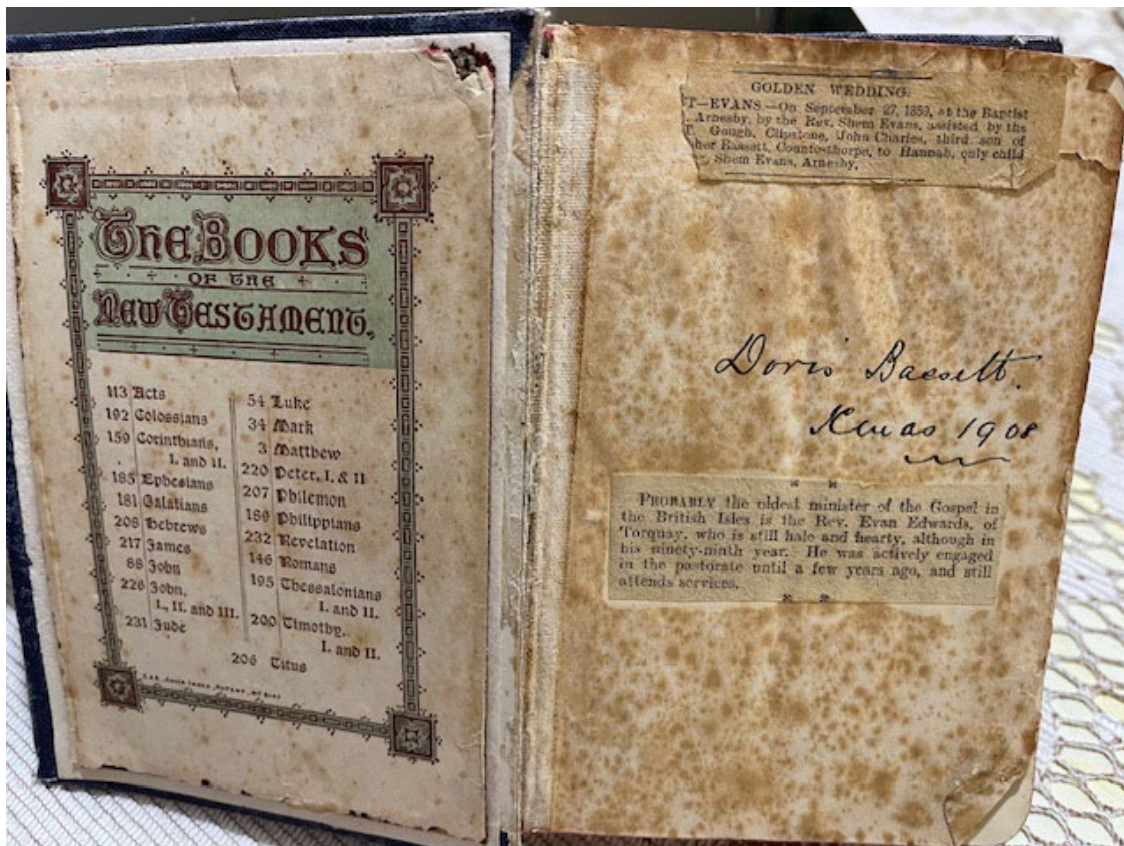 The Books
OF THE
New Testament.
113 Acts
192 Colossians
159 Corinthians,
I. and II.
185 Ephesians
181 Galatians
208 Hebrews
217 James
88 John
226 John,
I., II. and III.
231 Jude
54 Luke
34 Mark
3 Matthew
220 Peter, I. & II
207 Philemon
189 Philippians
232 Revelation
146 Romans
195 Thessalonians
I. and II.
200 Timothy,
I. and II.
206 Titus
GOLDEN WEDDING.
T—EVANS.—On September 27, 1859, at the Baptist
Arnesby, by the Rev. Shem Evans, assisted by the
T. Gough, Clipstone, John Charles, third son of
her Bassett, Countesthorpe, to Hannah, only child
Shem Evans, Arnesby.
Doris Bassett.
Xmas 1908
PROBABLY the oldest minister of the Gospel in
the British Isles is the Rev. Evan Edwards, of
Torquay, who is still hale and hearty, although in
his ninety-ninth year. He was actively engaged
in the pastorate until a few years ago, and still
attends services.